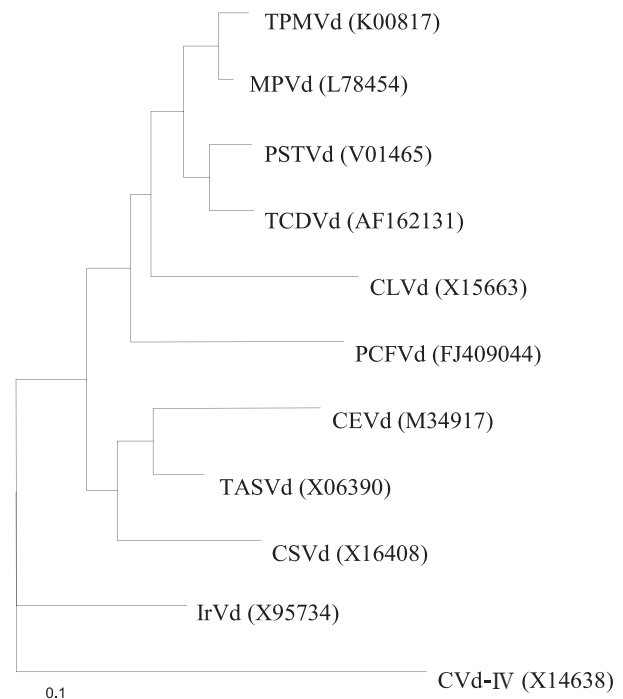 TPMVd (K00817)
MPVd (L78454)
PSTVd (V01465)
TCDVd (AF162131)
CLVd (X15663)
PCFVd (FJ409044)
CEVd (M34917)
TASVd (X06390)
CSVd (X16408)
IrVd (X95734)
CVd-Ⅳ (X14638)
0.1